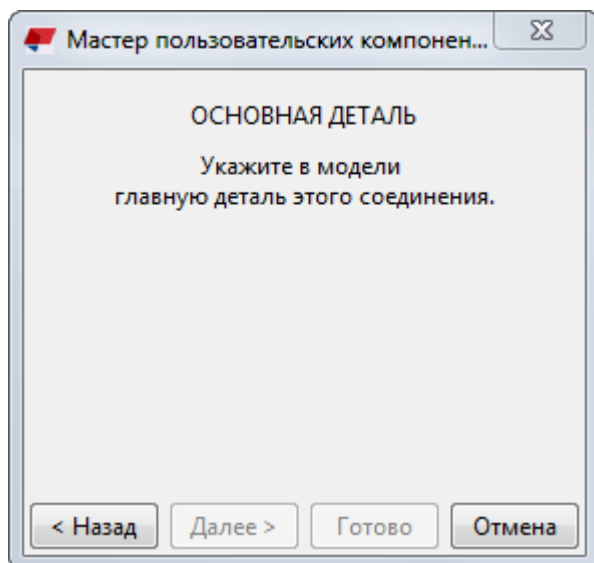 Мастер пользовательских компонен...
ОСНОВНАЯ ДЕТАЛЬ
Укажите в модели
главную деталь этого соединения.
< Назад Далее > Готово Отмена